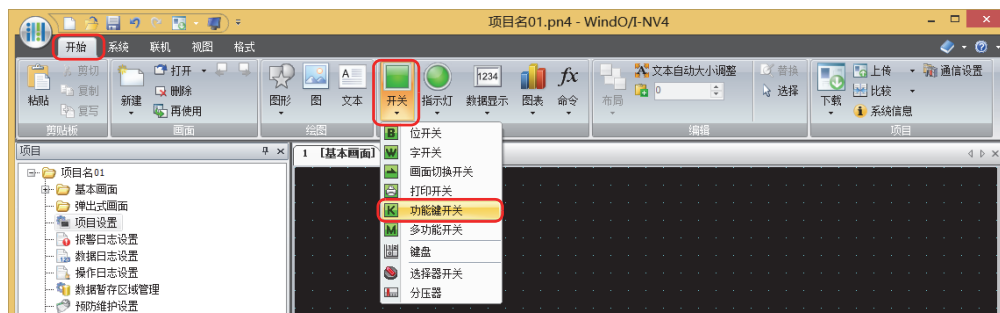 项目名01.pn4 - WindO/I-NV4
开始 系统 联机 视图 格式
粘贴 剪切 复制 复写
新建 打开 删除 再使用
图形 图 文本
开关 指示灯 数据显示 1234 图表 fx 命令
布局 文本自动大小调整 0 替换 选择
下载 上传 比较 系统信息 通信设置
剪贴板 画面 绘图 编辑 项目
项目
1 [基本画面]
项目名01
基本画面
弹出式画面
项目设置
报警日志设置
数据日志设置
操作日志设置
数据暂存区域管理
预防维护设置
B 位开关
W 字开关
画面切换开关
打印开关
K 功能键开关
M 多功能开关
键盘
选择器开关
分压器